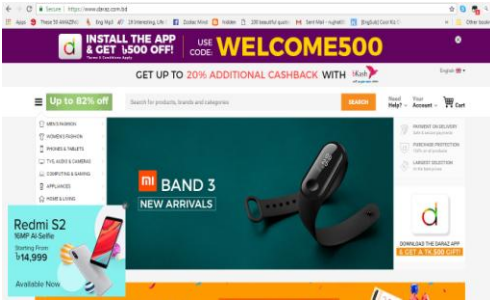 Secure https://www.daraz.com.bd
Apps
INSTALL THE APP
& GET ৳500 OFF!
Terms & Conditions Apply
USE
CODE:
WELCOME500
GET UP TO 20% ADDITIONAL CASHBACK WITH bKash
English
Up to 82% off
Search for products, brands and categories
SEARCH
Need
Help?
Your
Account
Cart
MEN'S FASHION
WOMEN'S FASHION
PHONES & TABLETS
TVS, AUDIO & CAMERAS
COMPUTING & GAMING
APPLIANCES
HOME & LIVING
MI BAND 3
NEW ARRIVALS
PAYMENT ON DELIVERY
PURCHASE PROTECTION
LARGEST SELECTION
DOWNLOAD THE DARAZ APP
& GET A TK.500 GIFT!
Redmi S2
16MP AI-Selfie
Starting From
৳14,999
Available Now